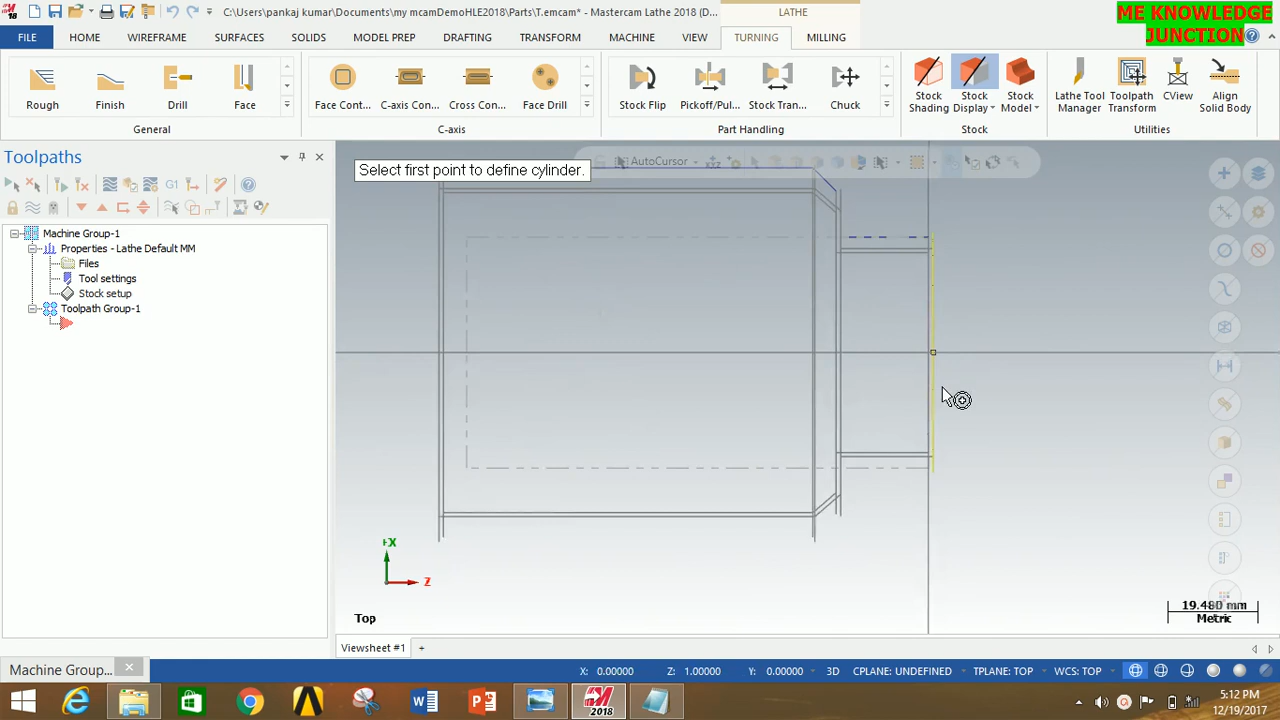 C:\Users\pankaj kumar\Documents\my mcamDemoHLE2018\Parts\T.emcam* - Mastercam Lathe 2018 (D...
LATHE
ME KNOWLEDGE
JUNCTION
FILE
HOME
WIREFRAME
SURFACES
SOLIDS
MODEL PREP
DRAFTING
TRANSFORM
MACHINE
VIEW
TURNING
MILLING
Rough
Finish
Drill
Face
Face Cont...
C-axis Con...
Cross Con...
Face Drill
Stock Flip
Pickoff/Pul...
Stock Tran...
Chuck
Stock
Shading
Stock
Display
Stock
Model
Lathe Tool
Manager
Toolpath
Transform
CView
Align
Solid Body
General
C-axis
Part Handling
Stock
Utilities
Toolpaths
Select first point to define cylinder.
AutoCursor
G1
Machine Group-1
Properties - Lathe Default MM
Files
Tool settings
Stock setup
Toolpath Group-1
X
Z
Top
19.480 mm
Metric
Viewsheet #1
Machine Group...
X: 0.00000
Z: 1.00000
Y: 0.00000
3D
CPLANE: UNDEFINED
TPLANE: TOP
WCS: TOP
2018
5:12 PM
12/19/2017